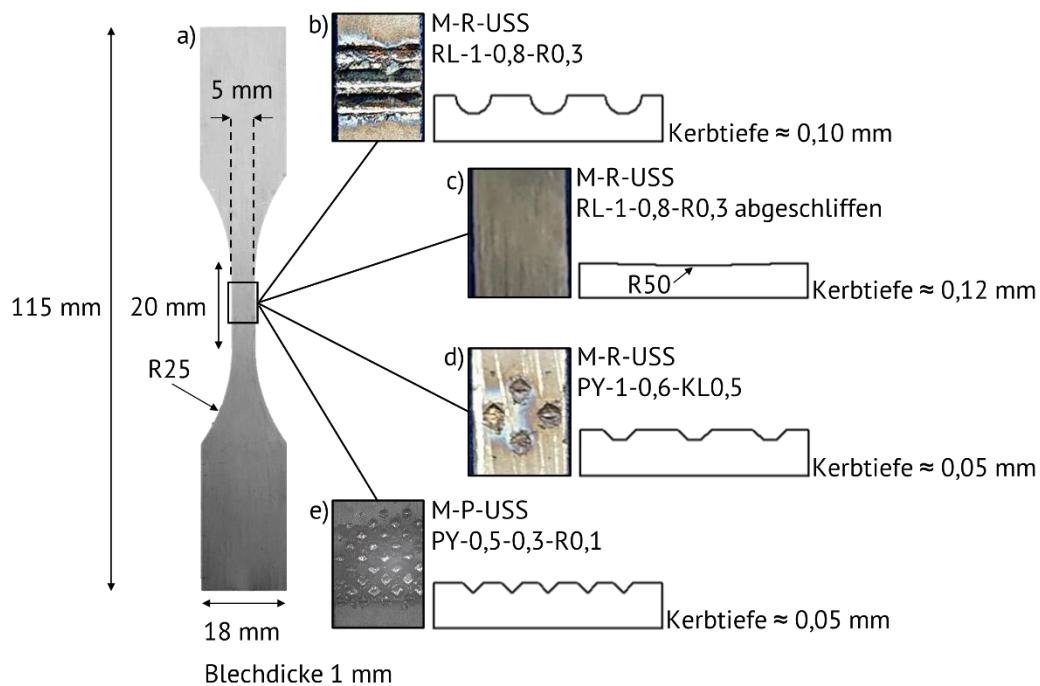 a)
5 mm
115 mm
20 mm
R25
18 mm
Blechdicke 1 mm
b)
M-R-USS
RL-1-0,8-R0,3
Kerbtiefe ≈ 0,10 mm
c)
M-R-USS
RL-1-0,8-R0,3 abgeschliffen
R50
Kerbtiefe ≈ 0,12 mm
d)
M-R-USS
PY-1-0,6-KL0,5
Kerbtiefe ≈ 0,05 mm
e)
M-P-USS
PY-0,5-0,3-R0,1
Kerbtiefe ≈ 0,05 mm